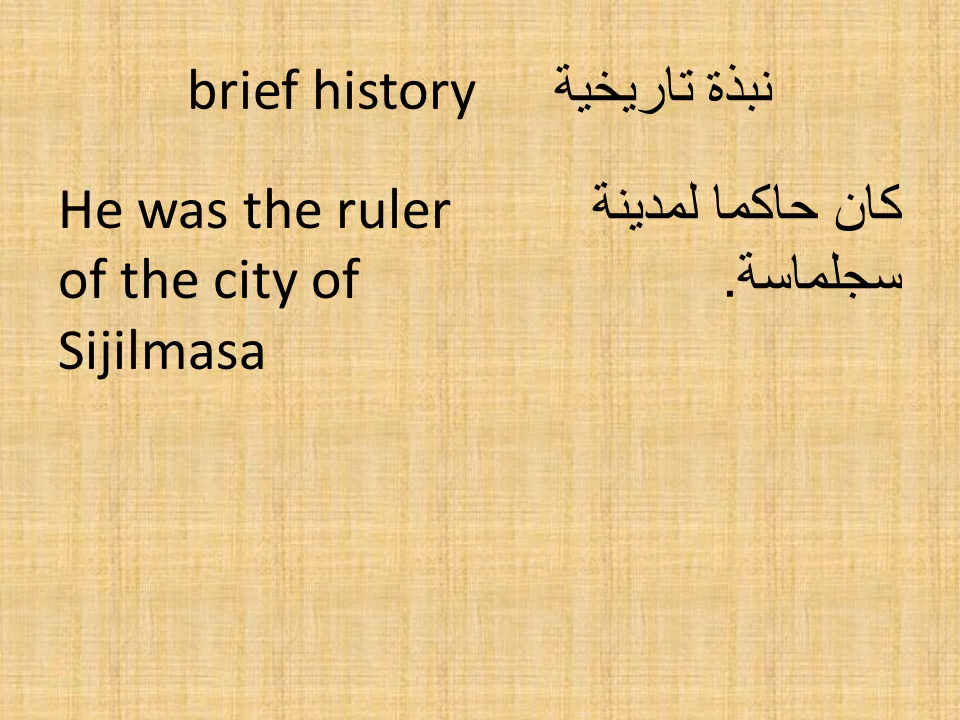 brief history نبذة تاريخية
He was the ruler
of the city of
Sijilmasa
كان حاكما لمدينة
سجلماسة.